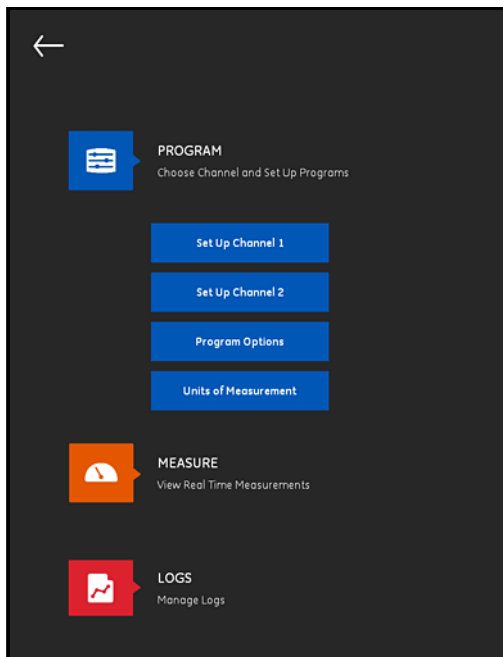 PROGRAM
Choose Channel and Set Up Programs
Set Up Channel 1
Set Up Channel 2
Program Options
Units of Measurement
MEASURE
View Real Time Measurements
LOGS
Manage Logs